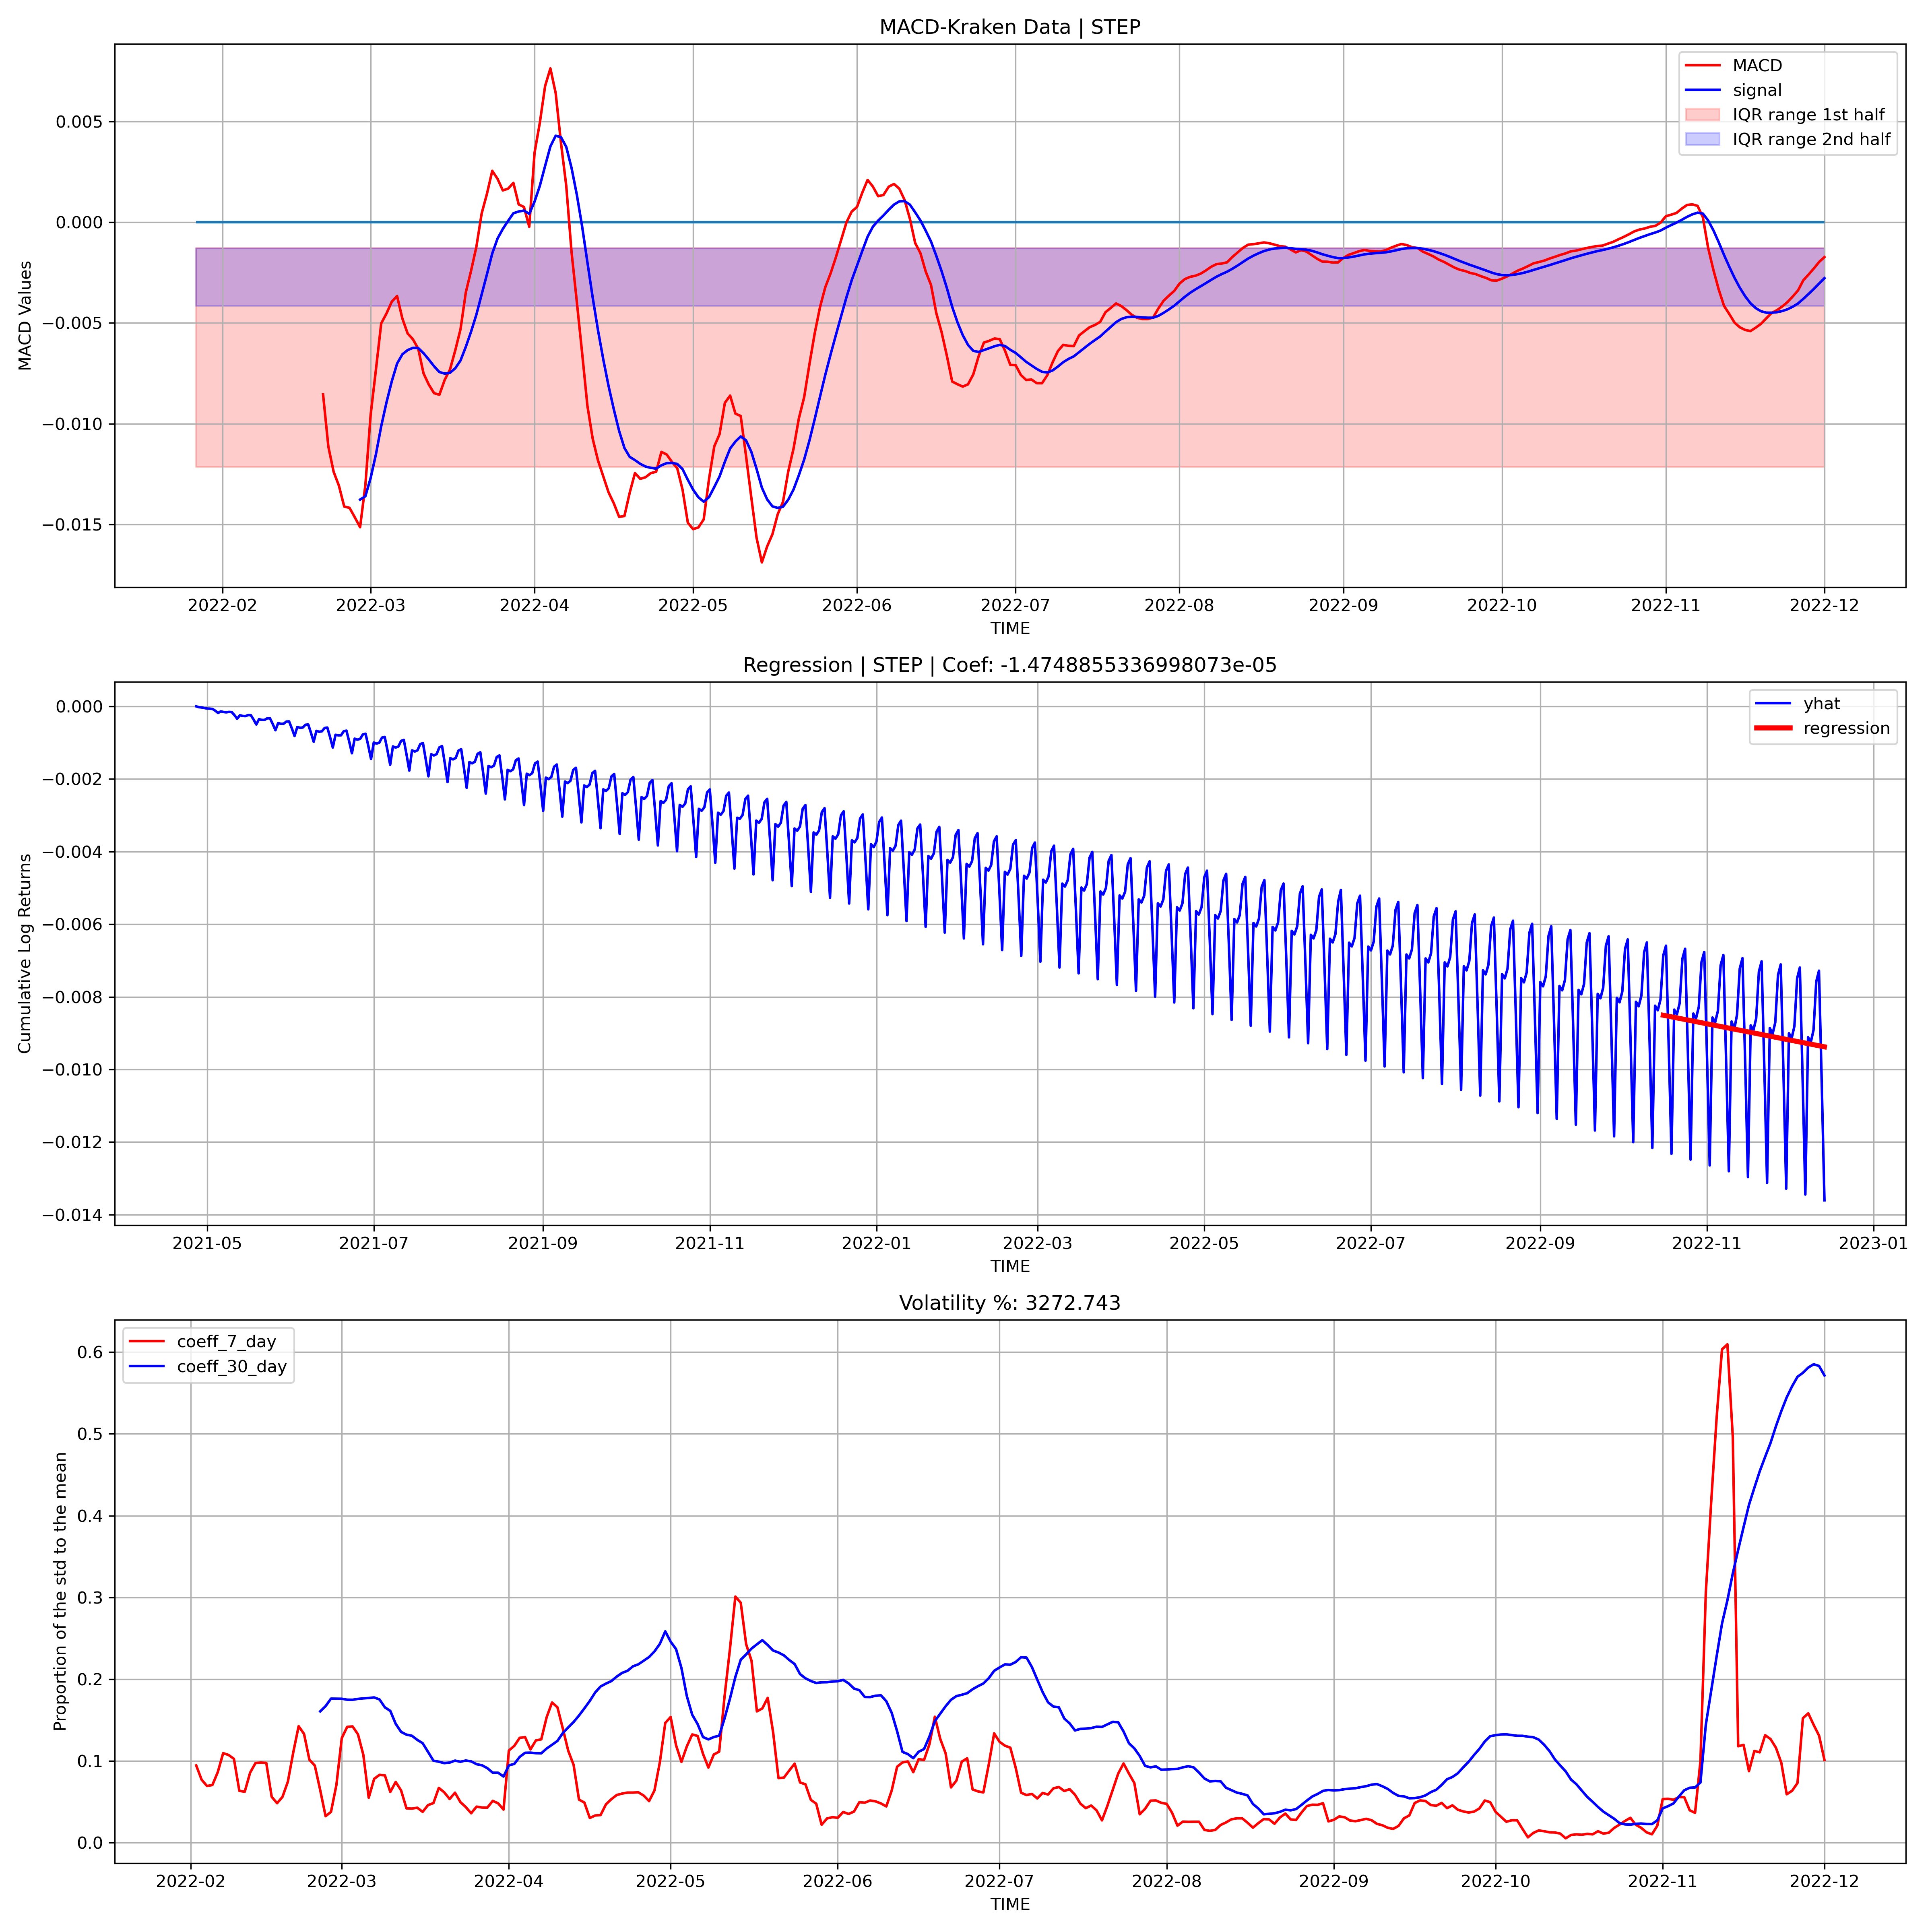 MACD-Kraken Data | STEP
MACD
signal
IQR range 1st half
IQR range 2nd half
0.005
0.000
−0.005
−0.010
−0.015
MACD Values
2022-02 2022-03 2022-04 2022-05 2022-06 2022-07 2022-08 2022-09 2022-10 2022-11 2022-12
TIME
Regression | STEP | Coef: -1.4748855336998073e-05
yhat
regression
0.000
−0.002
−0.004
−0.006
−0.008
−0.010
−0.012
−0.014
Cumulative Log Returns
2021-05 2021-07 2021-09 2021-11 2022-01 2022-03 2022-05 2022-07 2022-09 2022-11 2023-01
TIME
Volatility %: 3272.743
coeff_7_day
coeff_30_day
0.6
0.5
0.4
0.3
0.2
0.1
0.0
Proportion of the std to the mean
2022-02 2022-03 2022-04 2022-05 2022-06 2022-07 2022-08 2022-09 2022-10 2022-11 2022-12
TIME